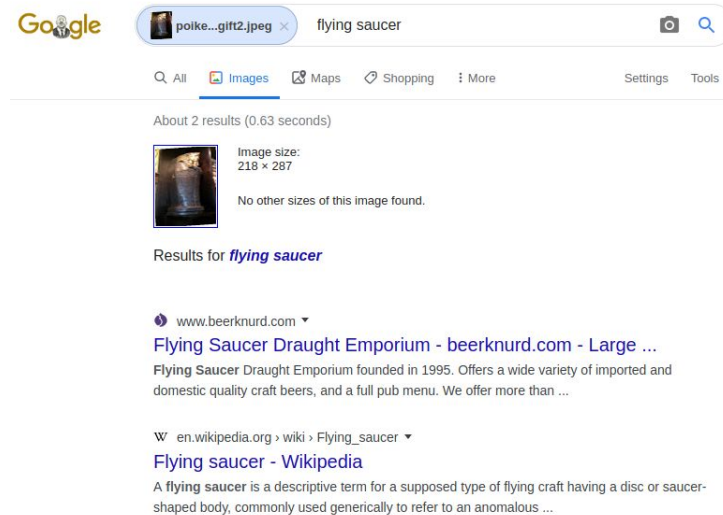 Google
poike...gift2.jpeg × flying saucer
All Images Maps Shopping More Settings Tools
About 2 results (0.63 seconds)
Image size:
218 × 287
No other sizes of this image found.
Results for flying saucer
www.beerknurd.com
Flying Saucer Draught Emporium - beerknurd.com - Large ...
Flying Saucer Draught Emporium founded in 1995. Offers a wide variety of imported and
domestic quality craft beers, and a full pub menu. We offer more than ...
W en.wikipedia.org › wiki › Flying_saucer
Flying saucer - Wikipedia
A flying saucer is a descriptive term for a supposed type of flying craft having a disc or saucer-
shaped body, commonly used generically to refer to an anomalous ...